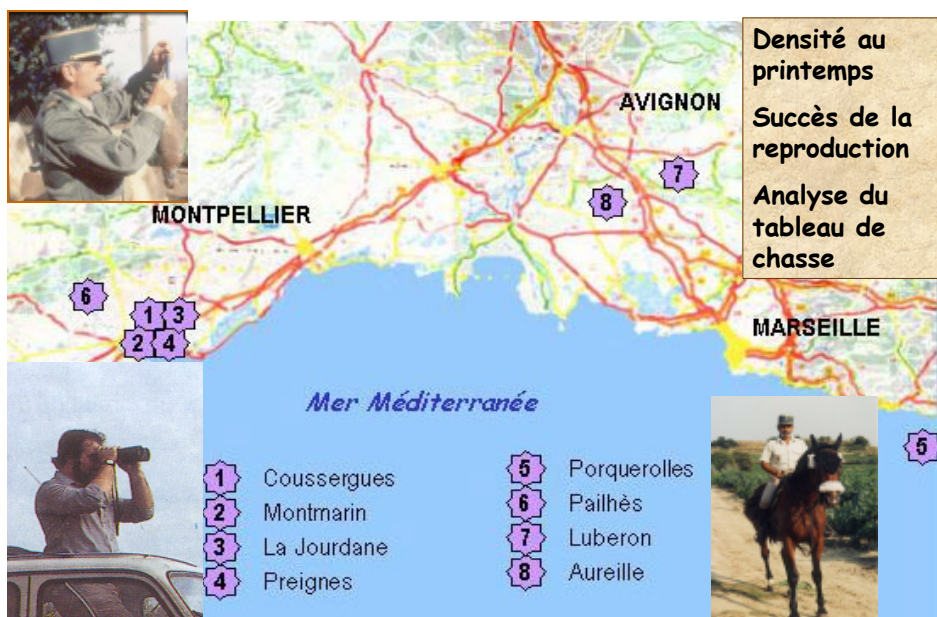 Densité au
printemps
Succès de la
reproduction
Analyse du
tableau de
chasse
AVIGNON
7
8
MONTPELLIER
6
1 3
2 4
MARSEILLE
5
Mer Méditerranée
1 Coussergues
2 Montmarin
3 La Jourdane
4 Preignes
5 Porquerolles
6 Pailhès
7 Luberon
8 Aureille